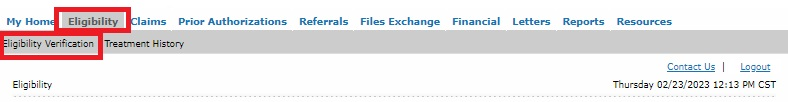 My Home Eligibility Claims Prior Authorizations Referrals Files Exchange Financial Letters Reports Resources
Eligibility Verification Treatment History
Contact Us | Logout
Eligibility Thursday 02/23/2023 12:13 PM CST